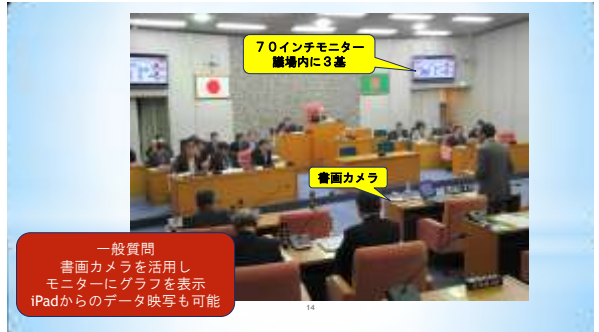 ７０インチモニター
議場内に３基
書画カメラ
一般質問
書画カメラを活用し
モニターにグラフを表示
iPadからのデータ映写も可能
14